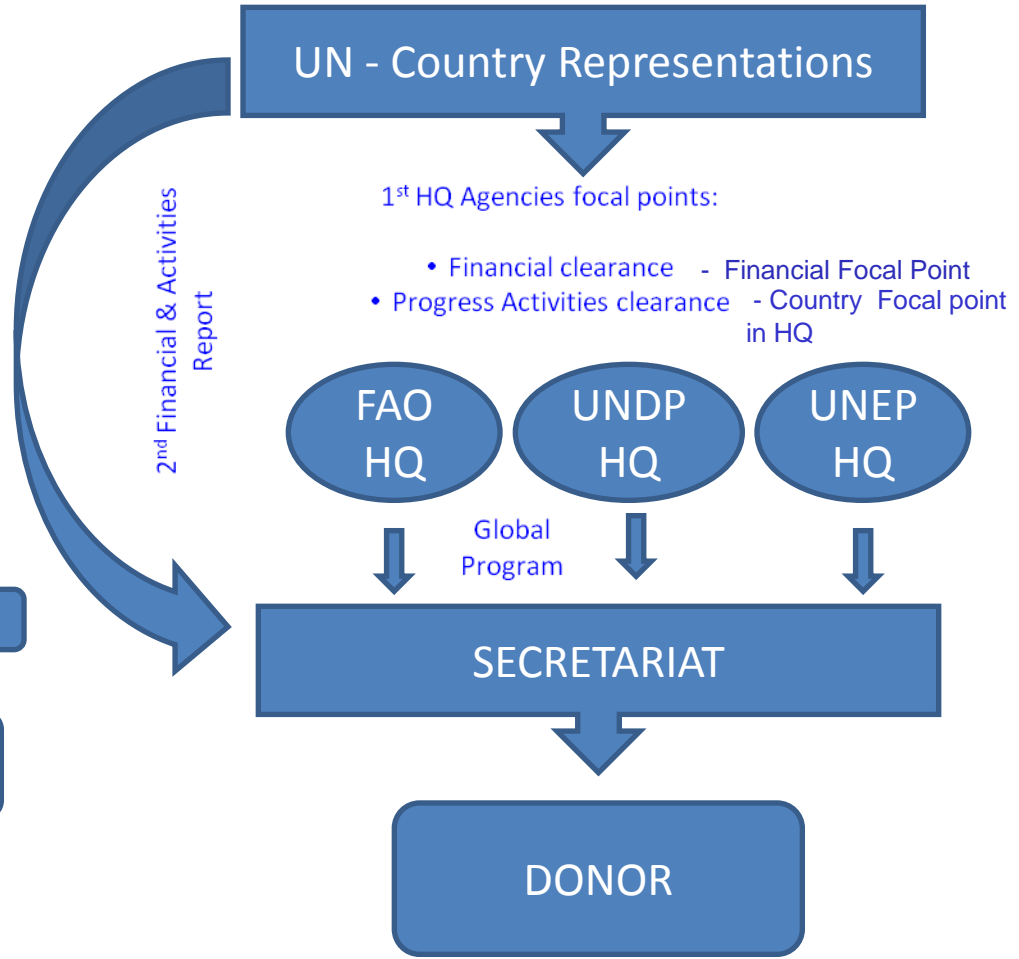 UN - Country Representations
1st HQ Agencies focal points:
• Financial clearance - Financial Focal Point
• Progress Activities clearance - Country Focal point
in HQ
2nd Financial & Activities
Report
FAO
HQ
UNDP
HQ
UNEP
HQ
Global
Program
SECRETARIAT
DONOR